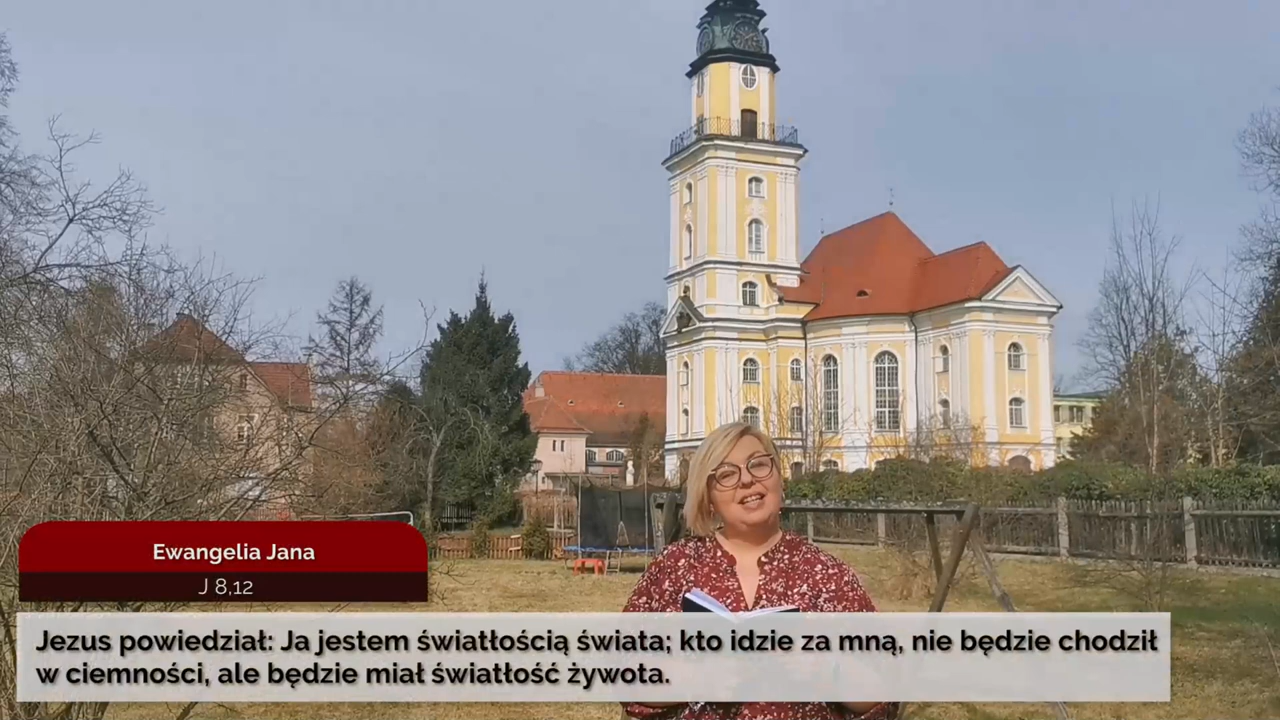 Ewangelia Jana
J 8,12
Jezus powiedział: Ja jestem światłością świata; kto idzie za mną, nie będzie chodził
w ciemności, ale będzie miał światłość żywota.